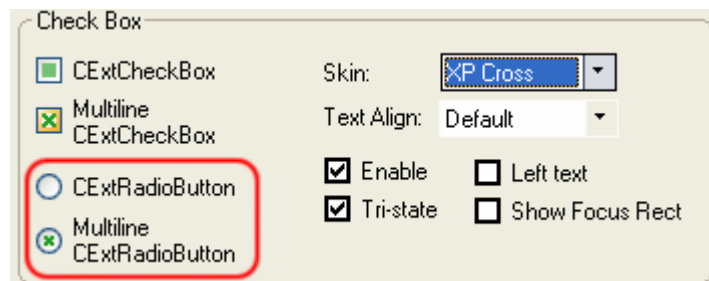 Check Box
CExtCheckBox
Multiline
CExtCheckBox
CExtRadioButton
Multiline
CExtRadioButton
Skin: XP Cross
Text Align: Default
Enable Left text
Tri-state Show Focus Rect